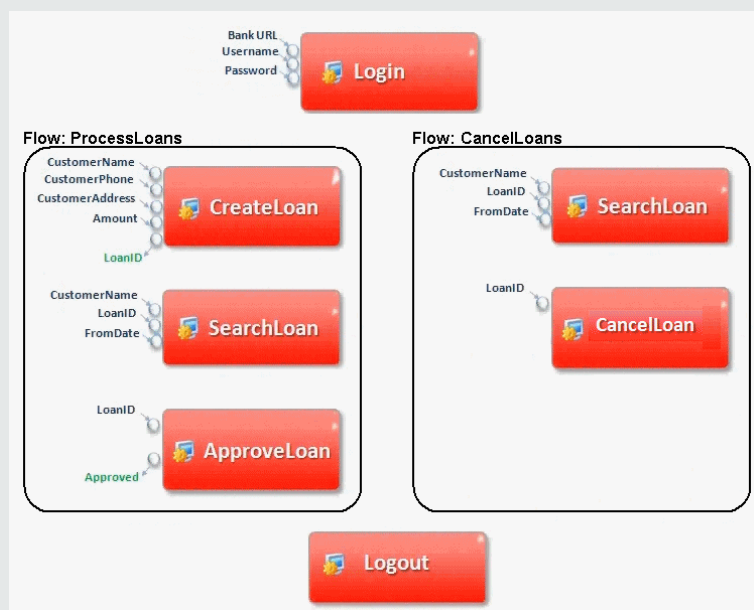 Bank URL
Username
Password
Login
Flow: ProcessLoans
CustomerName
CustomerPhone
CustomerAddress
Amount
LoanID
CreateLoan
CustomerName
LoanID
FromDate
SearchLoan
LoanID
Approved
ApproveLoan
Flow: CancelLoans
CustomerName
LoanID
FromDate
SearchLoan
LoanID
CancelLoan
Logout